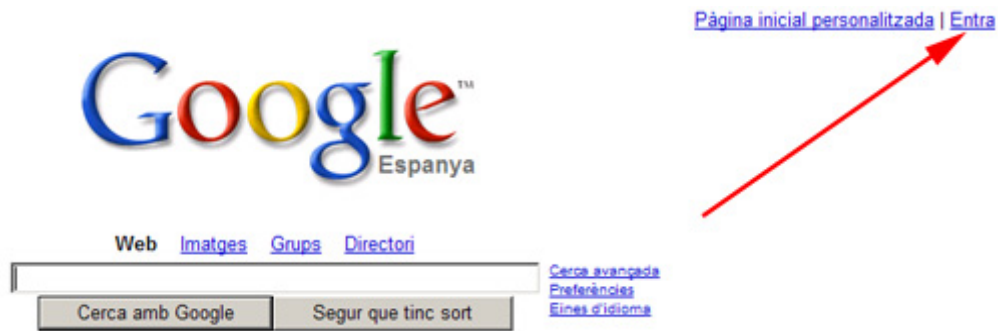 Pàgina inicial personalitzada | Entra
Google™
Espanya
Web Imatges Grups Directori
Cerca avançada
Preferències
Eines d'idioma
Cerca amb Google Segur que tinc sort